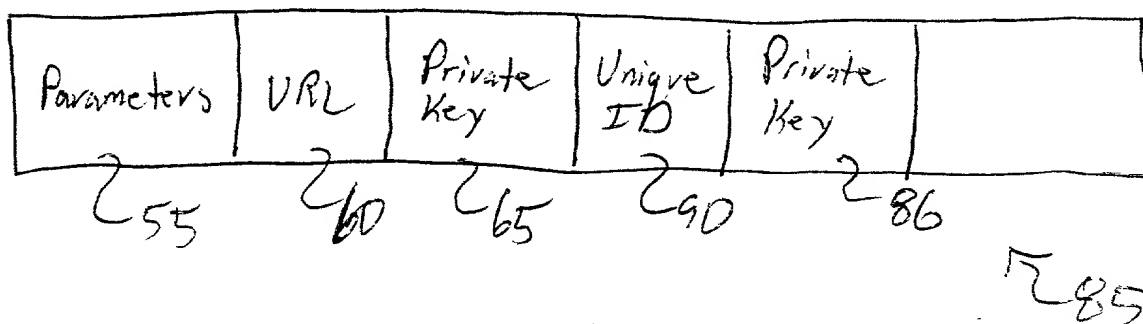 Parameters
URL
Private
Key
Unique
ID
Private
Key
55
60
65
90
86
85